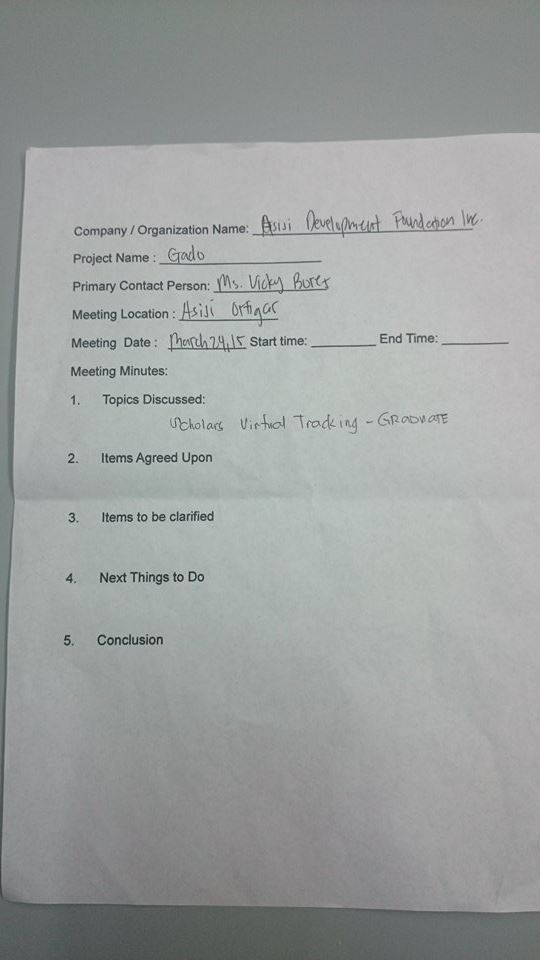 Company / Organization Name: Asisi Development Foundation Inc.
Project Name : Gado
Primary Contact Person: Ms. Vicky Bures
Meeting Location : Asisi Ortigas
Meeting Date : March 24, 15 Start time: ________ End Time: ________
Meeting Minutes:
1. Topics Discussed:
Scholars Virtual Tracking - GRADUATE
2. Items Agreed Upon
3. Items to be clarified
4. Next Things to Do
5. Conclusion